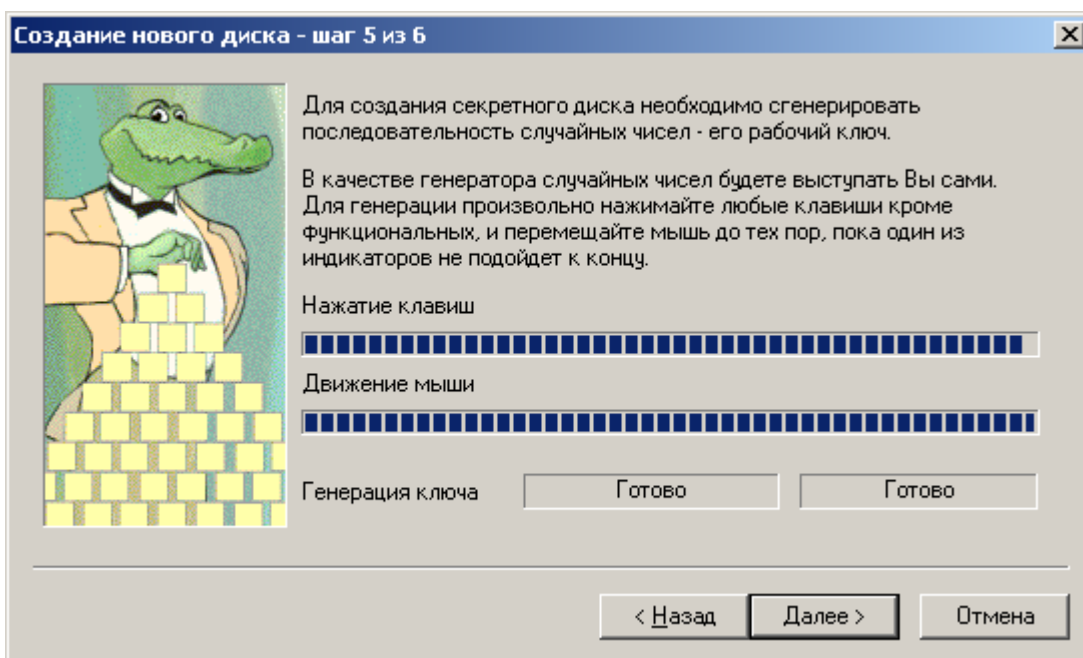 Создание нового диска - шаг 5 из 6
Для создания секретного диска необходимо сгенерировать
последовательность случайных чисел - его рабочий ключ.
В качестве генератора случайных чисел будете выступать Вы сами.
Для генерации произвольно нажимайте любые клавиши кроме
функциональных, и перемещайте мышь до тех пор, пока один из
индикаторов не подойдет к концу.
Нажатие клавиш
Движение мыши
Генерация ключа Готово Готово
< Назад Далее > Отмена